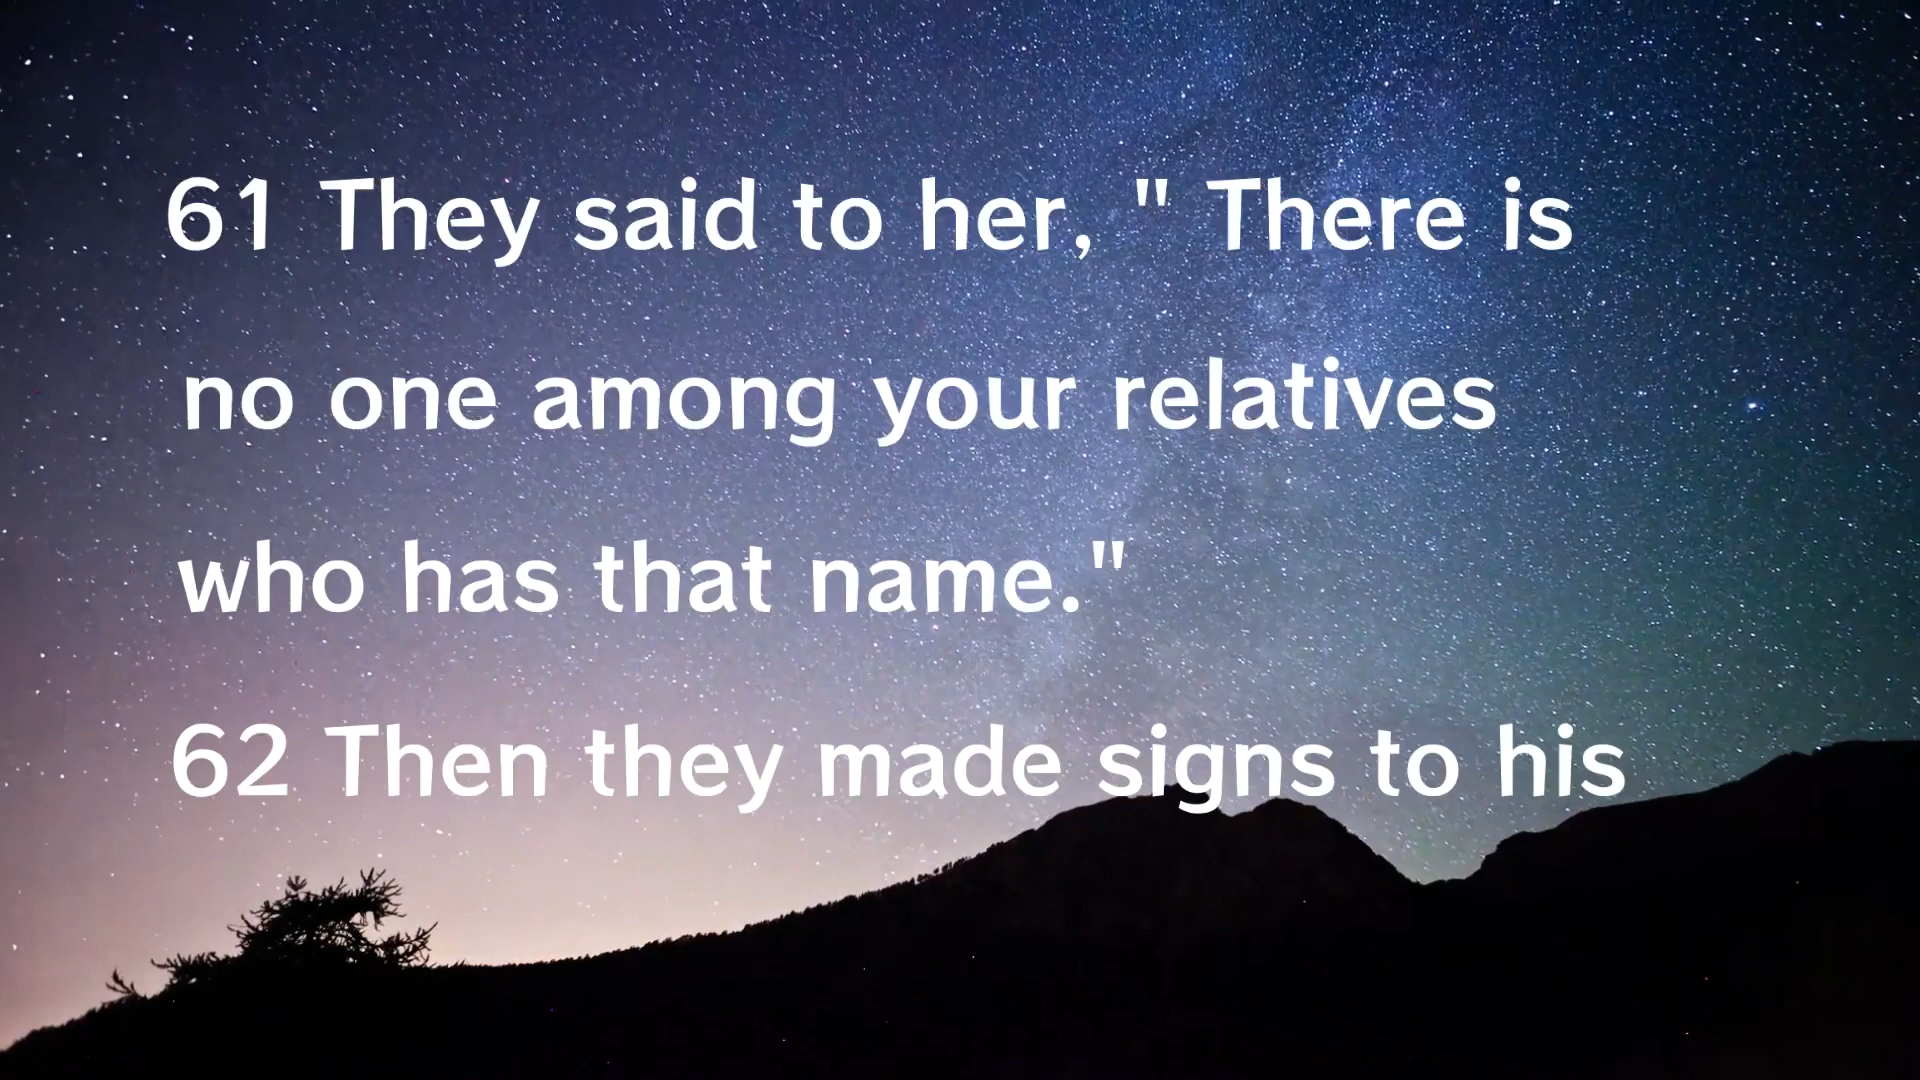 61 They said to her, " There is
no one among your relatives
who has that name."
62 Then they made signs to his